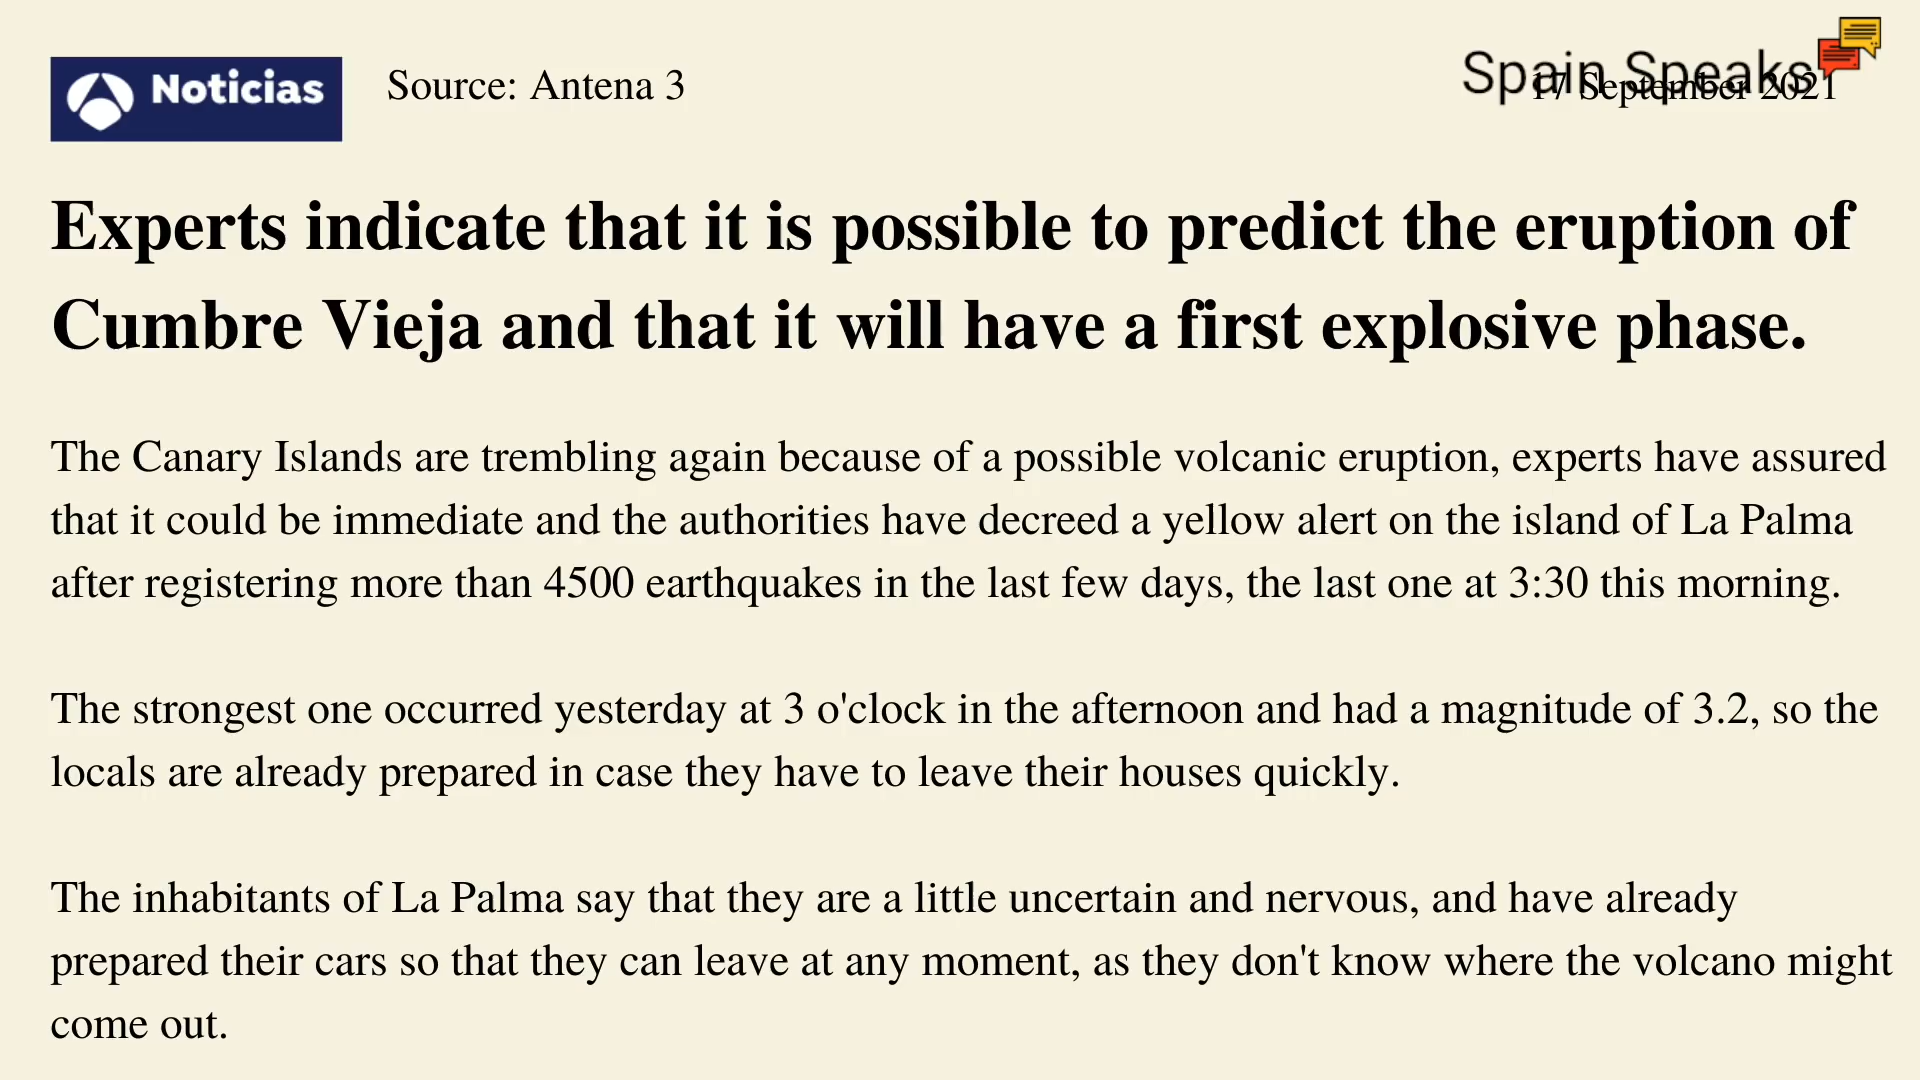 Noticias
Source: Antena 3
Spain Speaks
17 September 2021
Experts indicate that it is possible to predict the eruption of
Cumbre Vieja and that it will have a first explosive phase.
The Canary Islands are trembling again because of a possible volcanic eruption, experts have assured
that it could be immediate and the authorities have decreed a yellow alert on the island of La Palma
after registering more than 4500 earthquakes in the last few days, the last one at 3:30 this morning.
The strongest one occurred yesterday at 3 o'clock in the afternoon and had a magnitude of 3.2, so the
locals are already prepared in case they have to leave their houses quickly.
The inhabitants of La Palma say that they are a little uncertain and nervous, and have already
prepared their cars so that they can leave at any moment, as they don't know where the volcano might
come out.